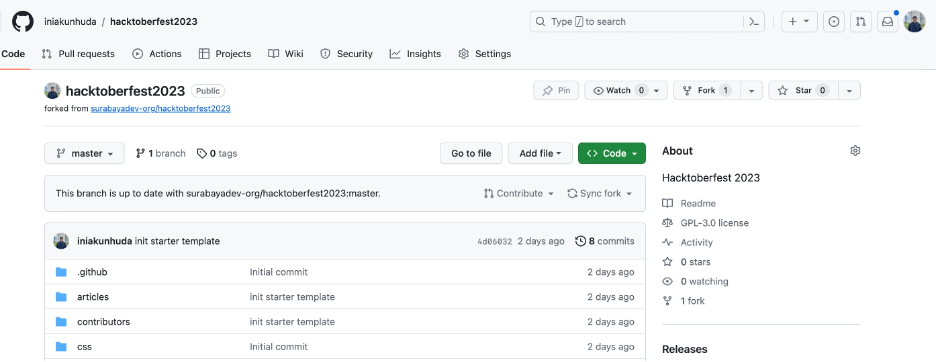 iniakunhuda / hacktoberfest2023
Type / to search
Code Pull requests Actions Projects Wiki Security Insights Settings
hacktoberfest2023 Public
Pin Watch 0 Fork 1 Star 0
forked from surabayadev-org/hacktoberfest2023
master 1 branch 0 tags Go to file Add file Code
This branch is up to date with surabayadev-org/hacktoberfest2023:master. Contribute Sync fork
iniakunhuda init starter template 4d06032 2 days ago 8 commits
.github Initial commit 2 days ago
articles init starter template 2 days ago
contributors init starter template 2 days ago
css Initial commit 2 days ago
About
Hacktoberfest 2023
Readme
GPL-3.0 license
Activity
0 stars
0 watching
1 fork
Releases